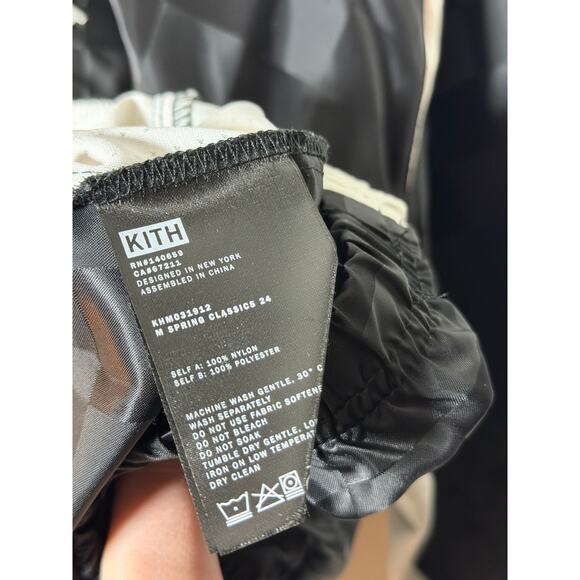 KITH
RN#140659
CA#67211
DESIGNED IN NEW YORK
ASSEMBLED IN CHINA
KHM031912
M SPRING CLASSICS 24
SELF A: 100% NYLON
SELF B: 100% POLYESTER
MACHINE WASH GENTLE, 30° C
WASH SEPARATELY
DO NOT USE FABRIC SOFTENE
DO NOT BLEACH
DO NOT SOAK
TUMBLE DRY GENTLE, LO
IRON ON LOW TEMPERA
DRY CLEAN